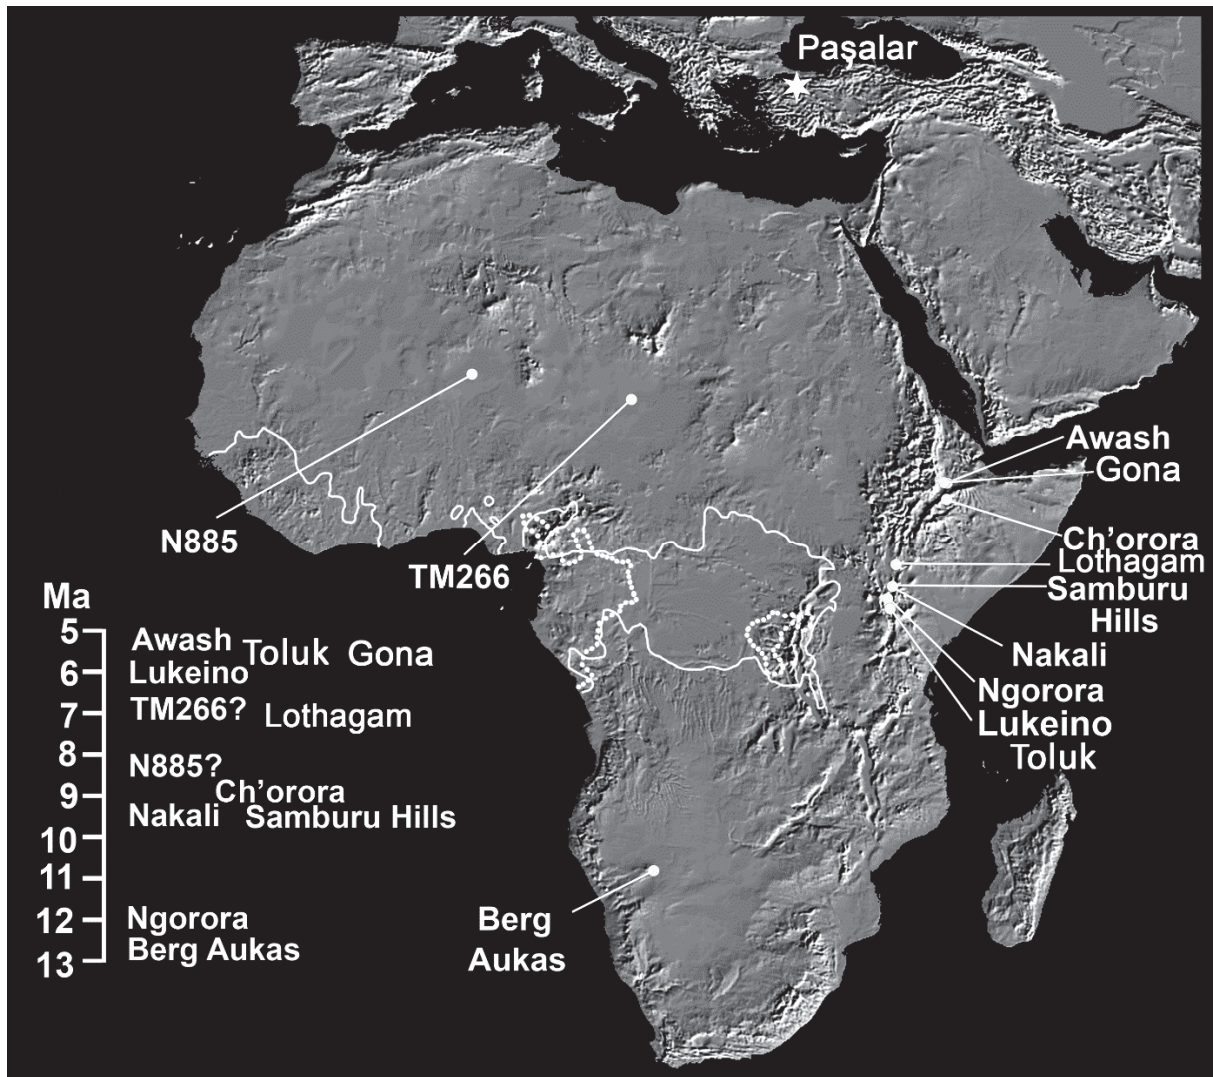 Paşalar
Awash
Gona
N885
TM266
Ch'orora
Lothagam
Samburu
Hills
Nakali
Ngorora
Lukeino
Toluk
Berg
Aukas
Ma
5
6
7
8
9
10
11
12
13
Awash Toluk Gona
Lukeino
TM266? Lothagam
N885?
Ch'orora
Nakali Samburu Hills
Ngorora
Berg Aukas